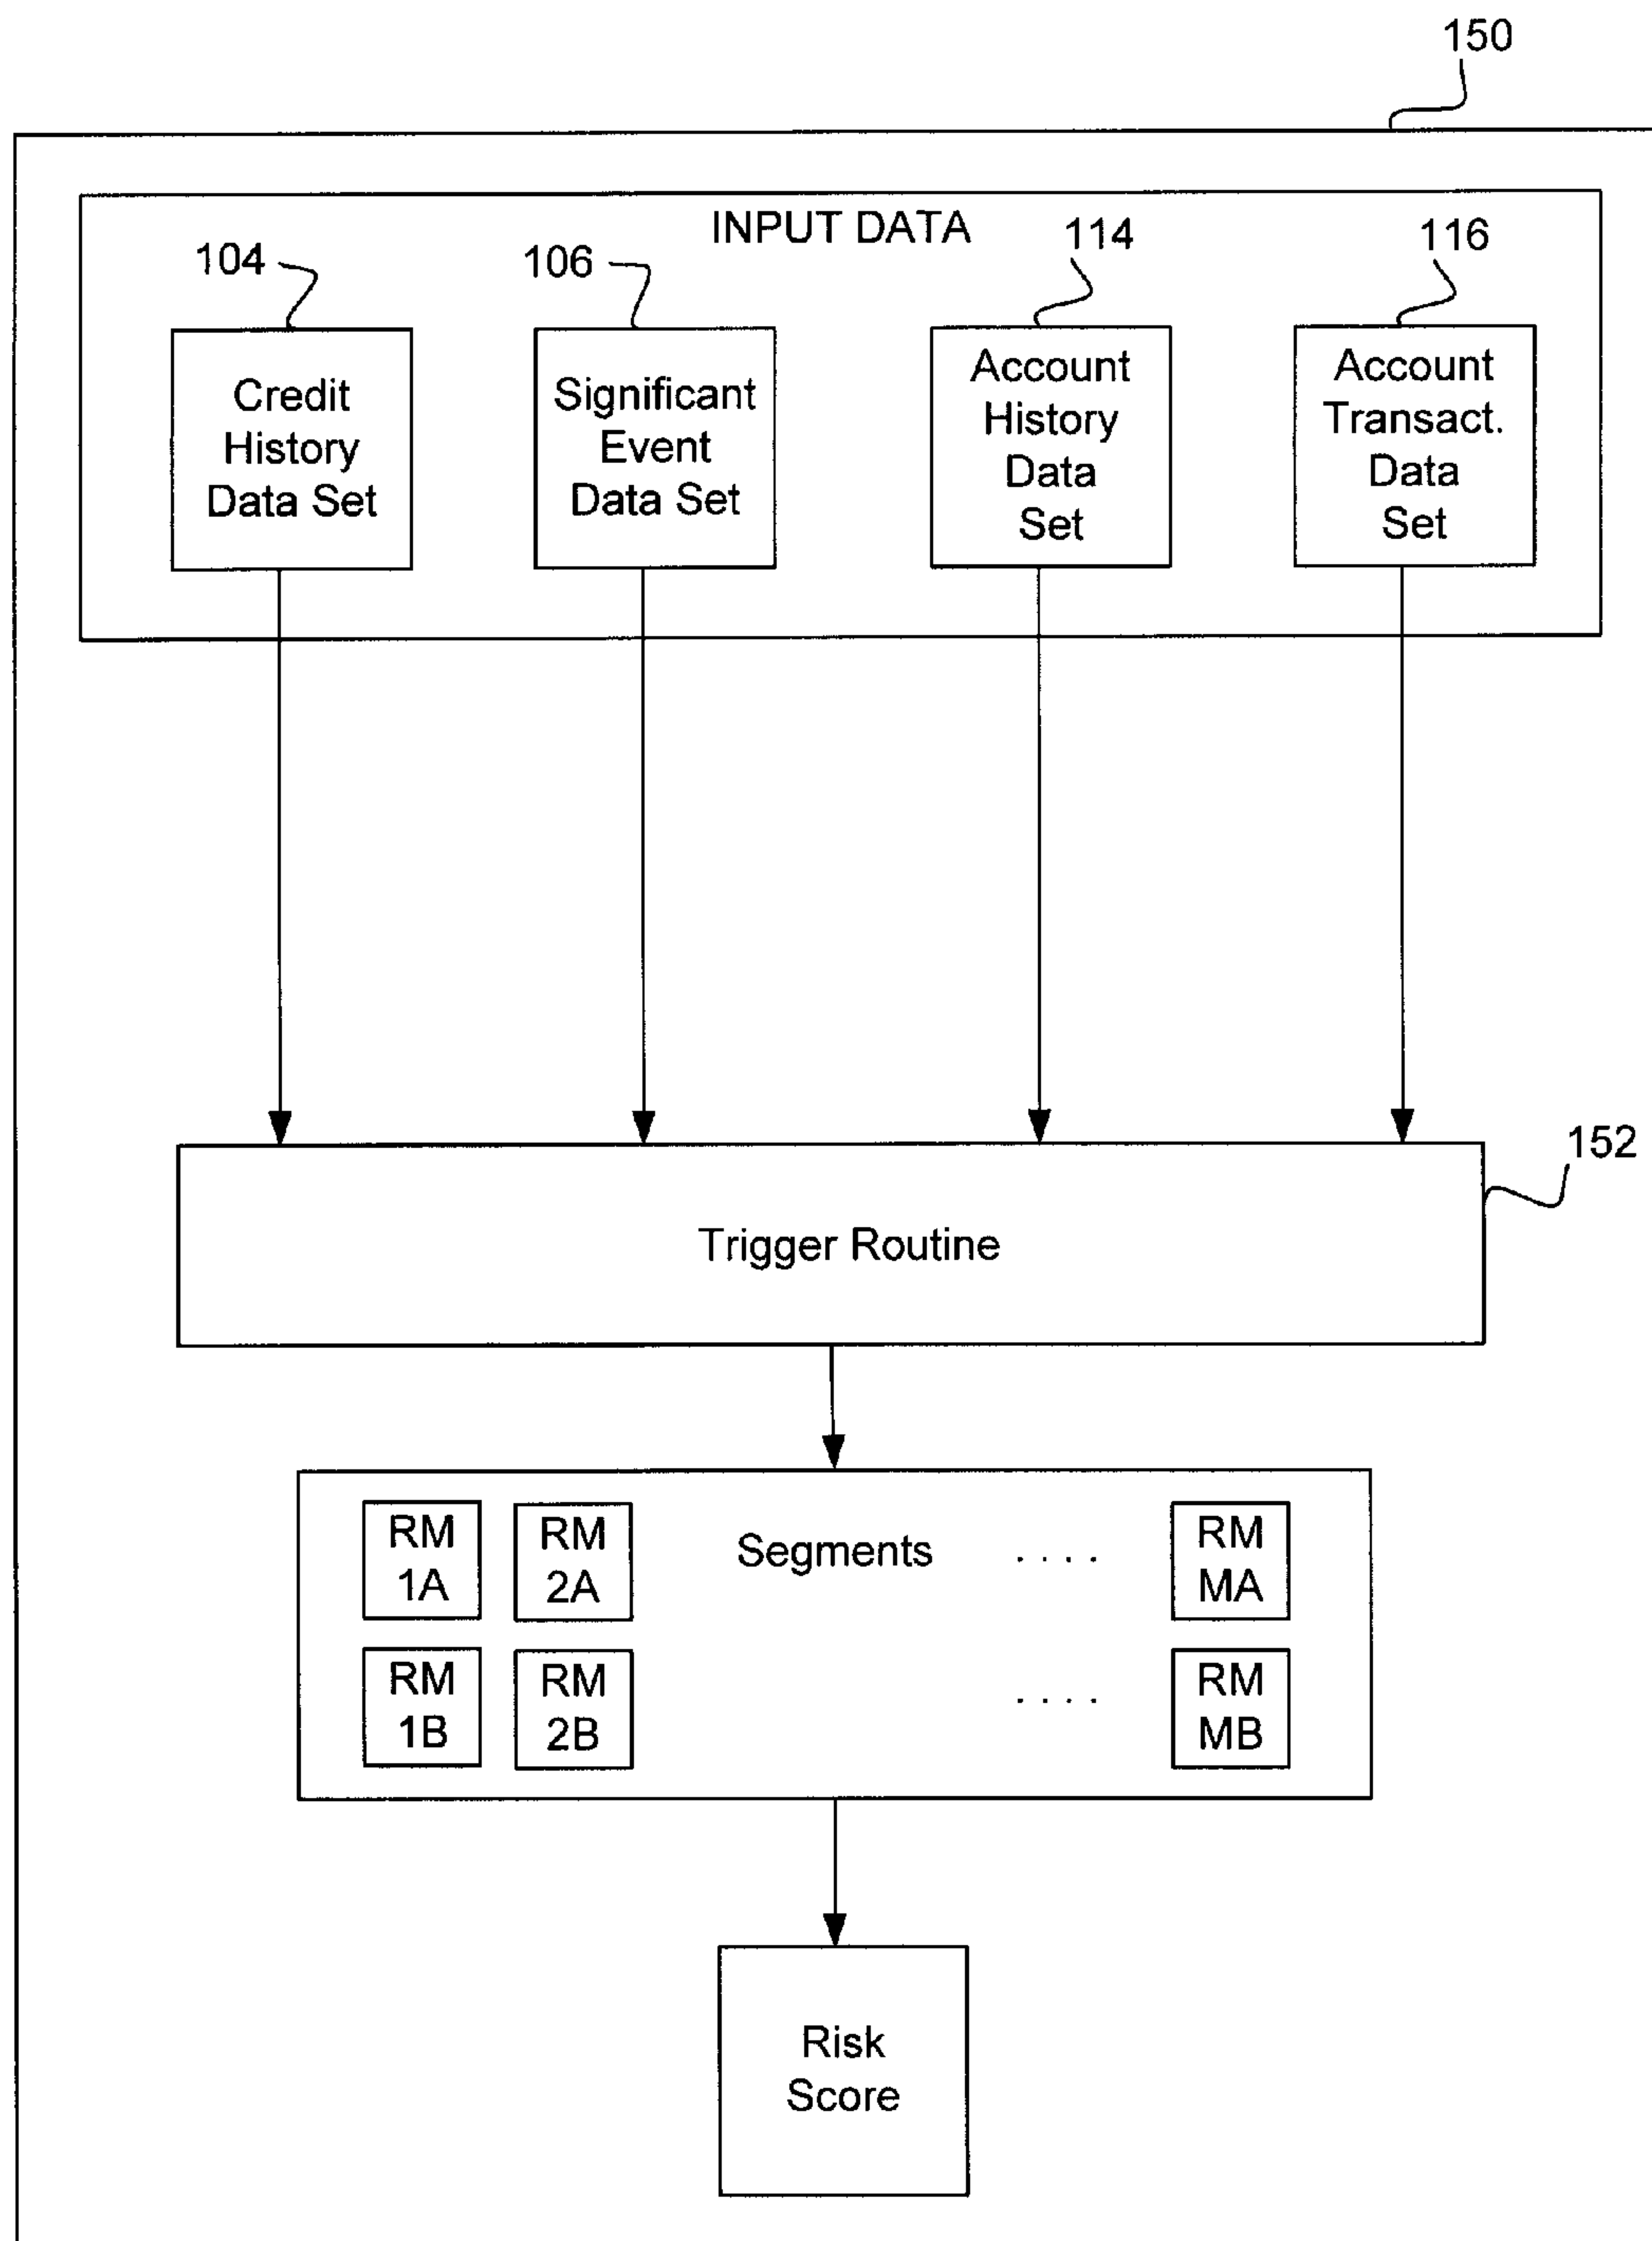 150
INPUT DATA
104
106
114
116
Credit
History
Data Set
Significant
Event
Data Set
Account
History
Data
Set
Account
Transact.
Data
Set
152
Trigger Routine
RM
1A
RM
2A
Segments
. . . .
RM
MA
RM
1B
RM
2B
. . . .
RM
MB
Risk
Score